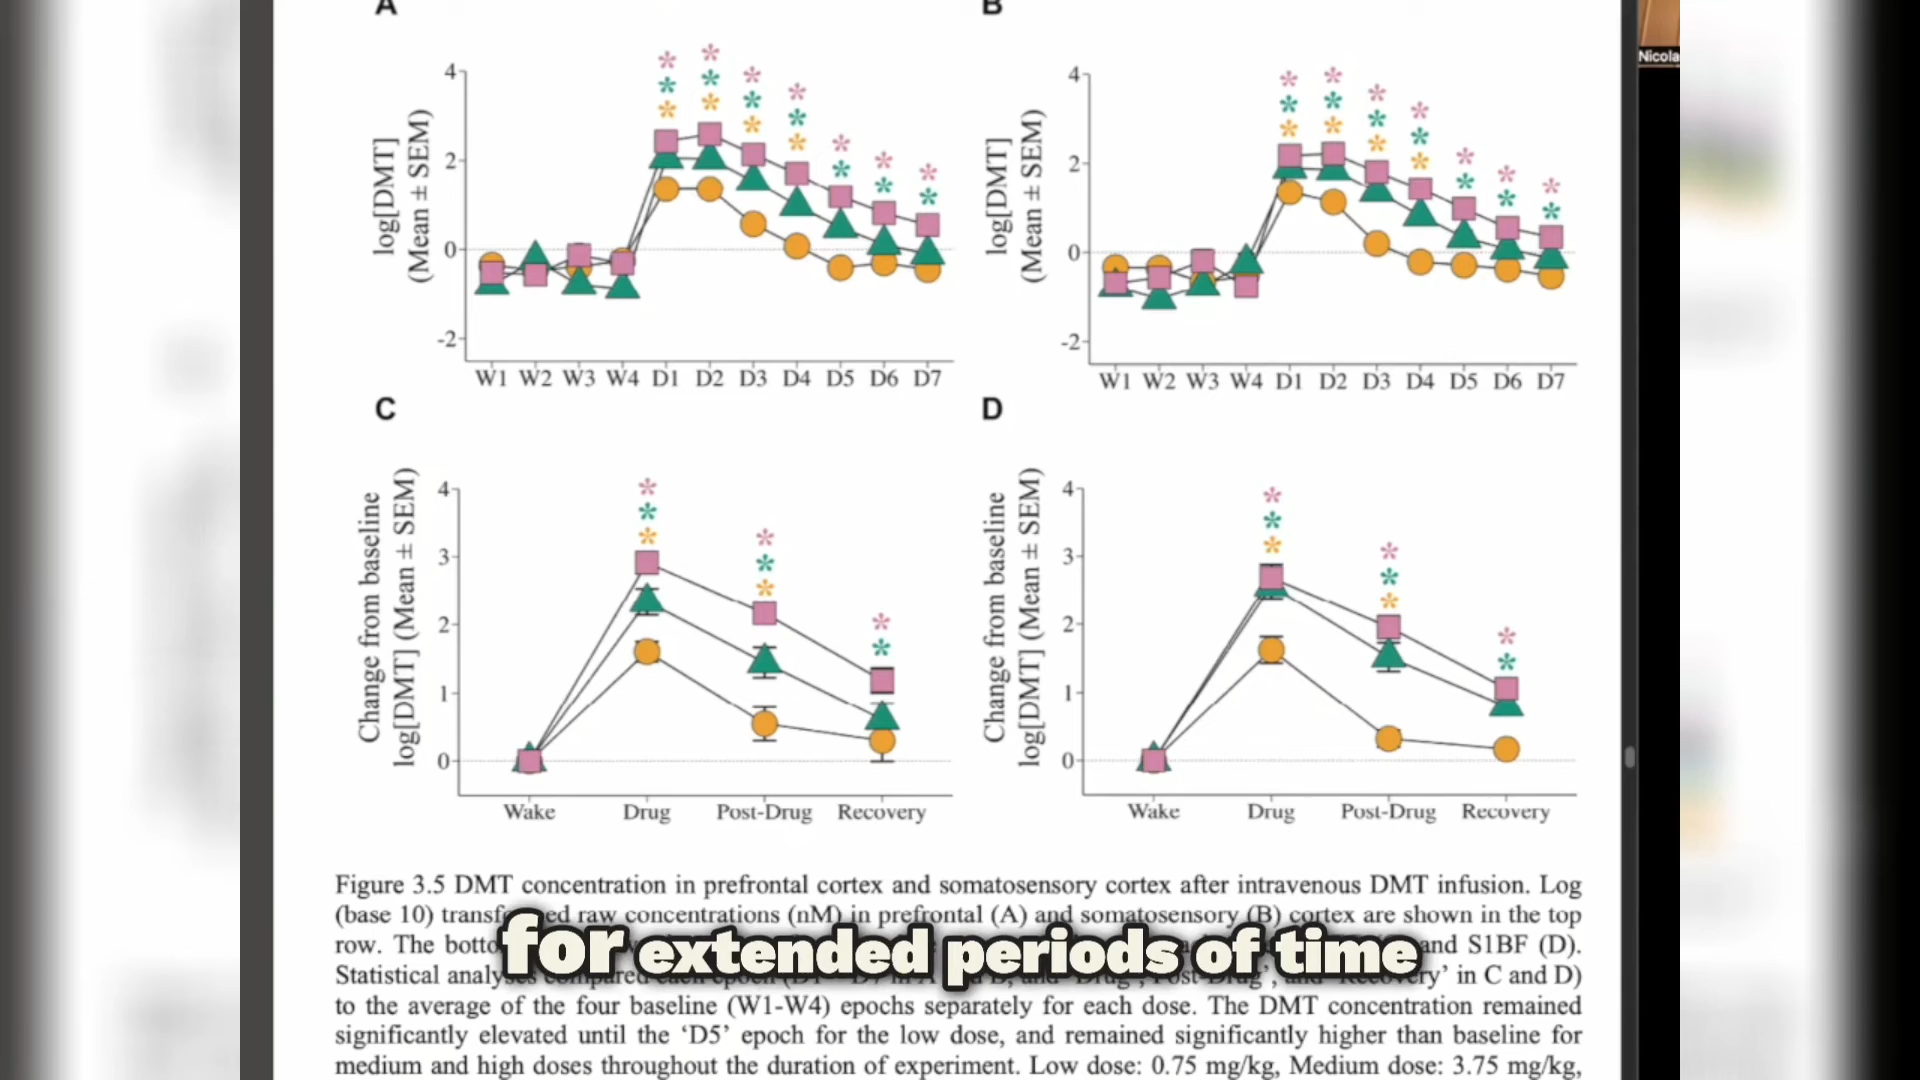 A
B
Nicola
4
2
0
-2
log[DMT]
(Mean ± SEM)
* * * * * * *
* * * * * * *
* * * *
W1 W2 W3 W4 D1 D2 D3 D4 D5 D6 D7
4
2
0
-2
log[DMT]
(Mean ± SEM)
* * * * * * *
* * * * * * *
* * * *
W1 W2 W3 W4 D1 D2 D3 D4 D5 D6 D7
C
D
4
3
2
1
0
Change from baseline
log[DMT] (Mean ± SEM)
* * *
* * *
* *
Wake Drug Post-Drug Recovery
4
3
2
1
0
Change from baseline
log[DMT] (Mean ± SEM)
* * *
* * *
* *
Wake Drug Post-Drug Recovery
Figure 3.5 DMT concentration in prefrontal cortex and somatosensory cortex after intravenous DMT infusion. Log
(base 10) raw concentrations (nM) in prefrontal (A) and somatosensory (B) cortex are shown in the top
row. The and S1BF (D).
for extended periods of time
Statistical in C and D)
to the average of the four baseline (W1-W4) epochs separately for each dose. The DMT concentration remained
significantly elevated until the ‘D5’ epoch for the low dose, and remained significantly higher than baseline for
medium and high doses throughout the duration of experiment. Low dose: 0.75 mg/kg, Medium dose: 3.75 mg/kg,